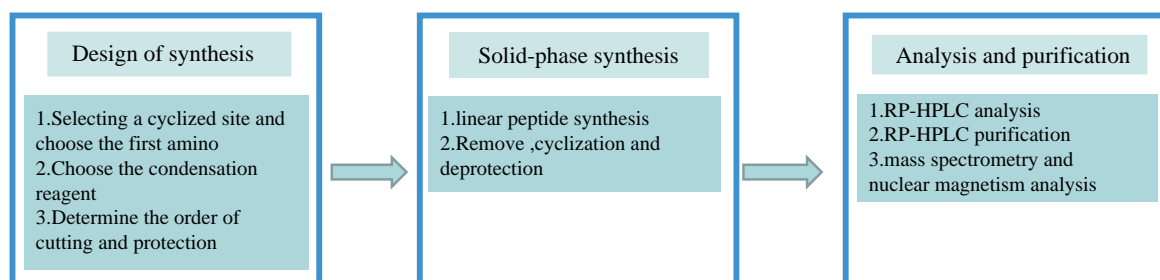 Design of synthesis
1.Selecting a cyclized site and
choose the first amino
2.Choose the condensation
reagent
3.Determine the order of
cutting and protection
Solid-phase synthesis
1.linear peptide synthesis
2.Remove ,cyclization and
deprotection
Analysis and purification
1.RP-HPLC analysis
2.RP-HPLC purification
3.mass spectrometry and
nuclear magnetism analysis